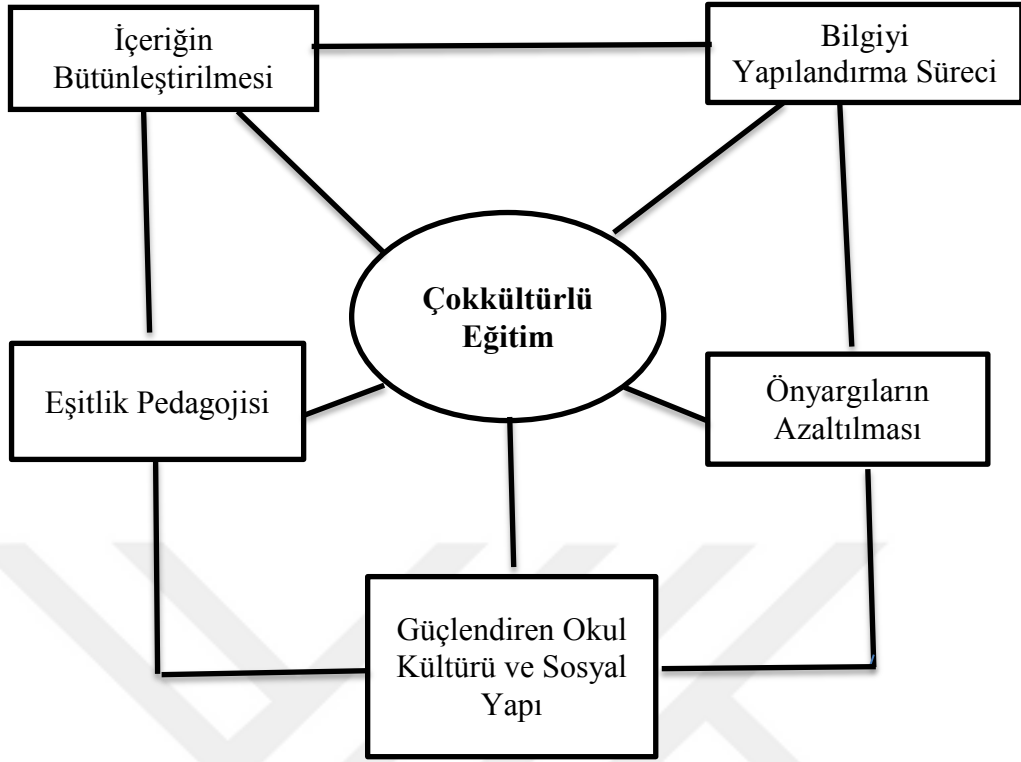 İçeriğin
Bütünleştirilmesi
Bilgiyi
Yapılandırma Süreci
Çokkültürlü
Eğitim
Eşitlik Pedagojisi
Önyargıların
Azaltılması
Güçlendiren Okul
Kültürü ve Sosyal
Yapı